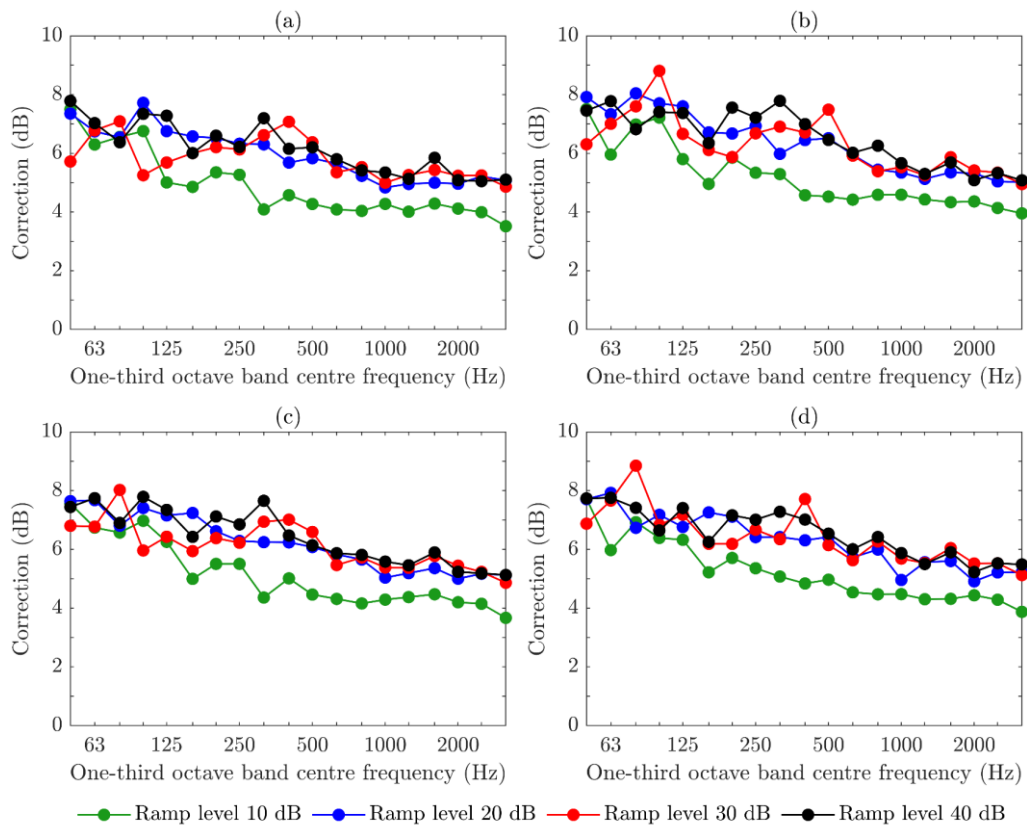 (a)
10
8
6
4
2
0
Correction (dB)
63 125 250 500 1000 2000
One-third octave band centre frequency (Hz)
(b)
10
8
6
4
2
0
Correction (dB)
63 125 250 500 1000 2000
One-third octave band centre frequency (Hz)
(c)
10
8
6
4
2
0
Correction (dB)
63 125 250 500 1000 2000
One-third octave band centre frequency (Hz)
(d)
10
8
6
4
2
0
Correction (dB)
63 125 250 500 1000 2000
One-third octave band centre frequency (Hz)
Ramp level 10 dB Ramp level 20 dB Ramp level 30 dB Ramp level 40 dB